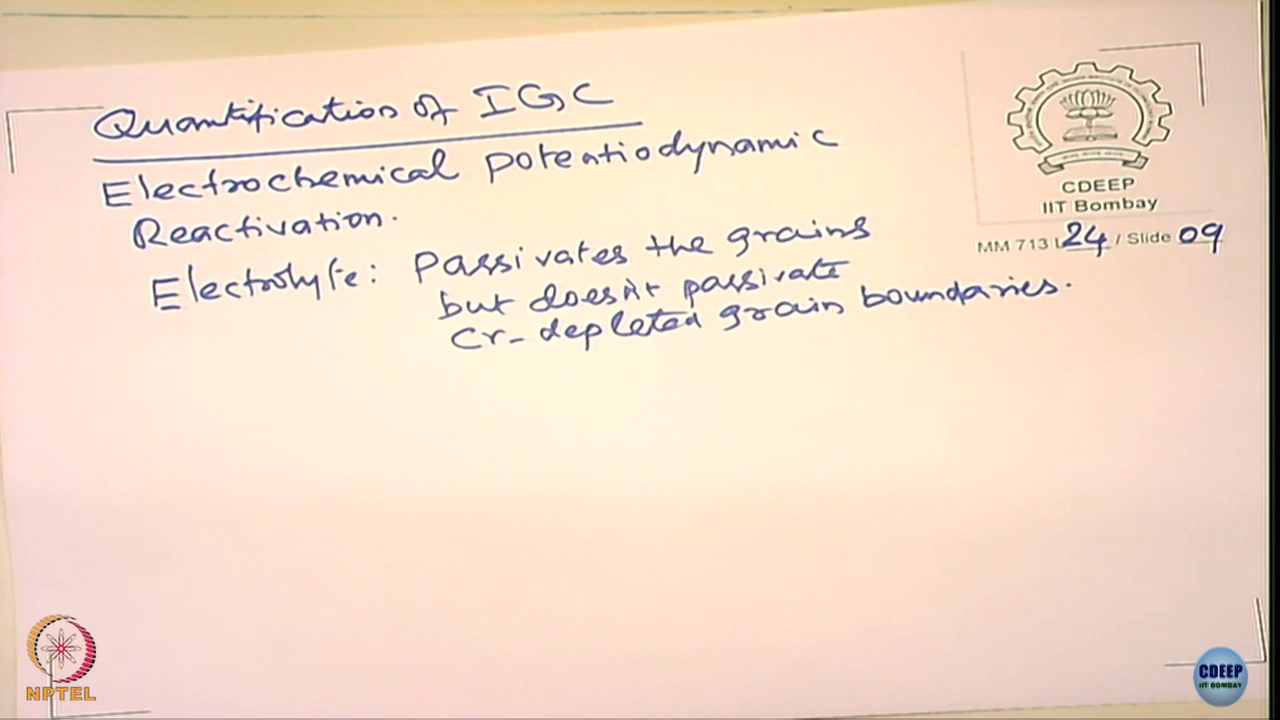 Quantification of IGC
Electrochemical potentiodynamic
Reactivation.
Electrolyte: Passivates the grains
but doesn't passivate
Cr-depleted grain boundaries.
CDEEP
IIT Bombay
MM 713 L24 / Slide 09
NPTEL
CDEEP
IIT BOMBAY